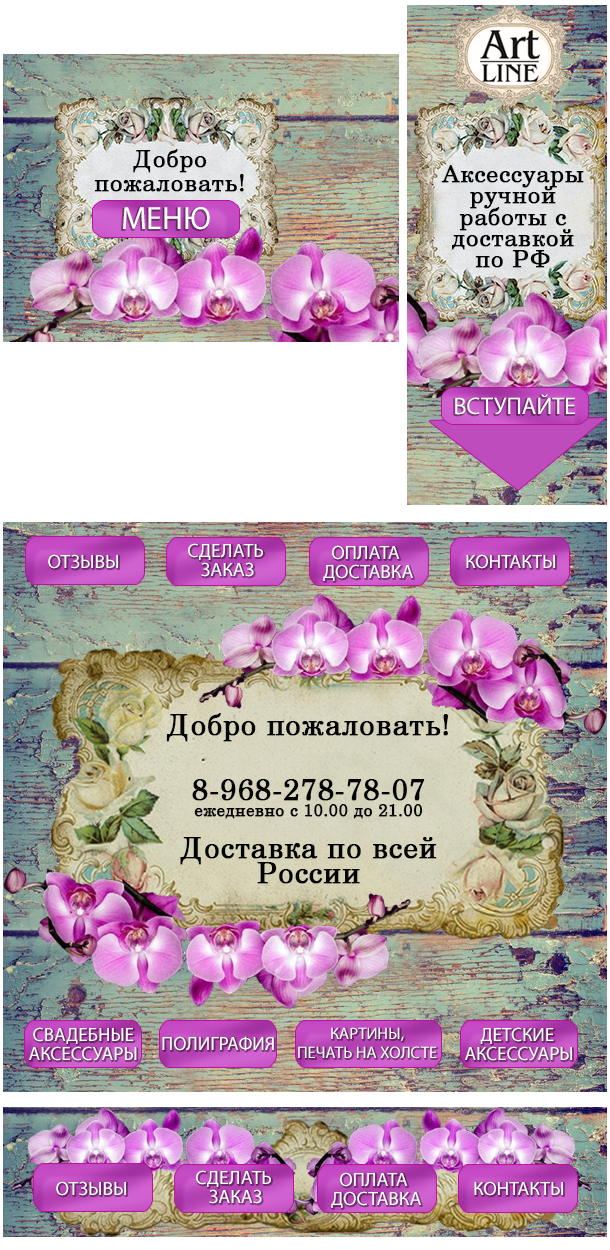 Добро
пожаловать!
МЕНЮ
Art
LINE
Аксессуары
ручной
работы с
доставкой
по РФ
ВСТУПАЙТЕ
ОТЗЫВЫ
СДЕЛАТЬ
ЗАКАЗ
ОПЛАТА
ДОСТАВКА
КОНТАКТЫ
Добро пожаловать!
8-968-278-78-07
ежедневно с 10.00 до 21.00
Доставка по всей
России
СВАДЕБНЫЕ
АКСЕССУАРЫ
ПОЛИГРАФИЯ
КАРТИНЫ,
ПЕЧАТЬ НА ХОЛСТЕ
ДЕТСКИЕ
АКСЕССУАРЫ
ОТЗЫВЫ
СДЕЛАТЬ
ЗАКАЗ
ОПЛАТА
ДОСТАВКА
КОНТАКТЫ